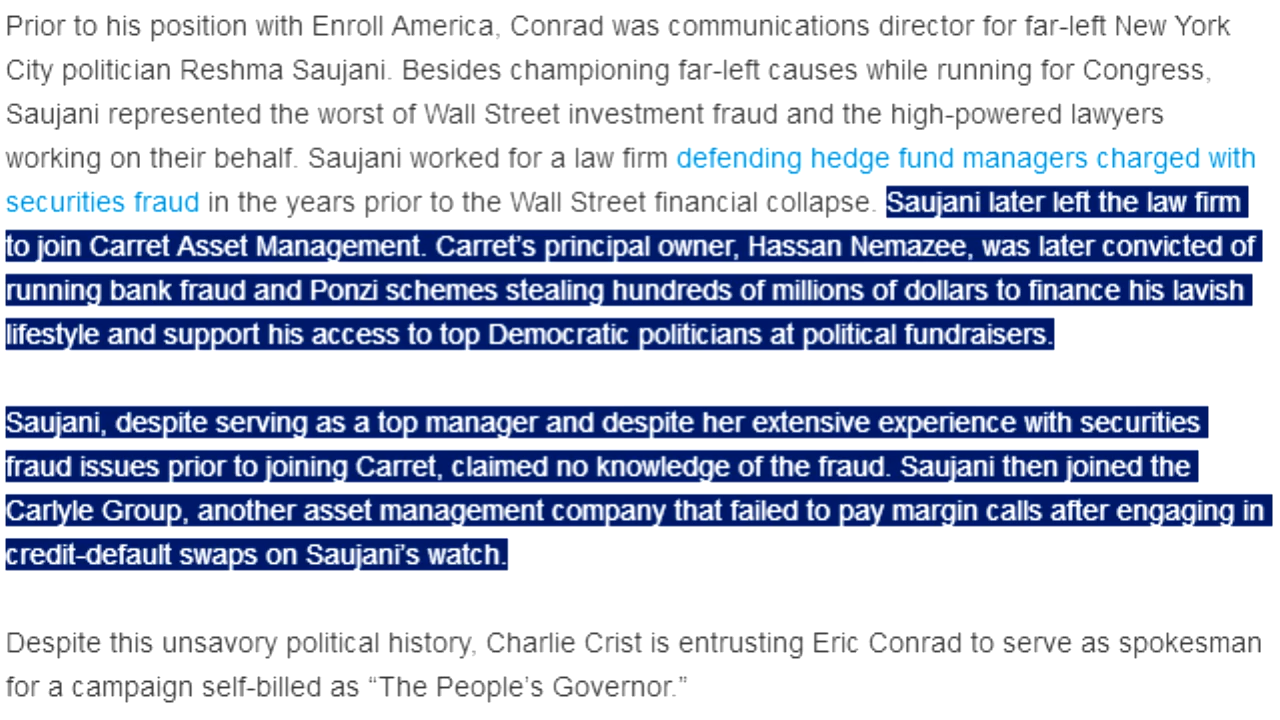 Prior to his position with Enroll America, Conrad was communications director for far-left New York
City politician Reshma Saujani. Besides championing far-left causes while running for Congress,
Saujani represented the worst of Wall Street investment fraud and the high-powered lawyers
working on their behalf. Saujani worked for a law firm defending hedge fund managers charged with
securities fraud in the years prior to the Wall Street financial collapse. Saujani later left the law firm
to join Carret Asset Management. Carret's principal owner, Hassan Nemazee, was later convicted of
running bank fraud and Ponzi schemes stealing hundreds of millions of dollars to finance his lavish
lifestyle and support his access to top Democratic politicians at political fundraisers.
Saujani, despite serving as a top manager and despite her extensive experience with securities
fraud issues prior to joining Carret, claimed no knowledge of the fraud. Saujani then joined the
Carlyle Group, another asset management company that failed to pay margin calls after engaging in
credit-default swaps on Saujani's watch.
Despite this unsavory political history, Charlie Crist is entrusting Eric Conrad to serve as spokesman
for a campaign self-billed as “The People’s Governor.”